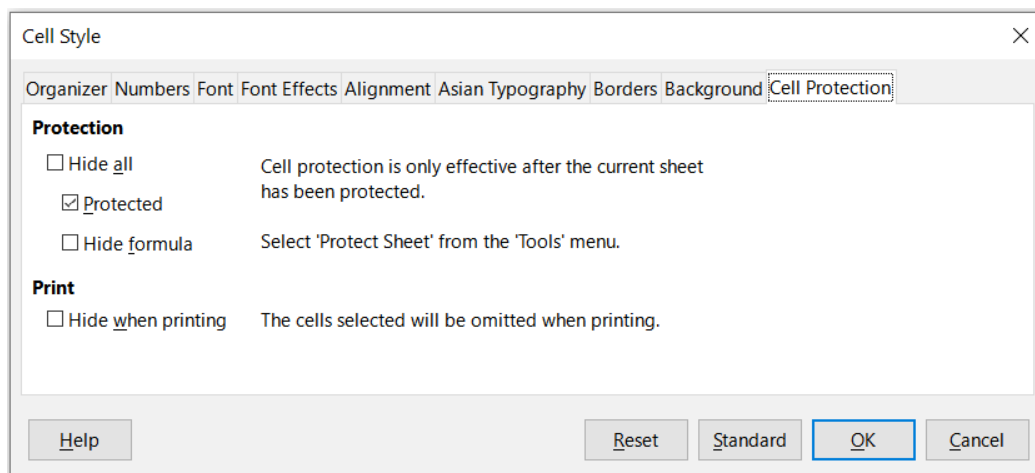 Cell Style
Organizer Numbers Font Font Effects Alignment Asian Typography Borders Background Cell Protection
Protection
Hide all
Cell protection is only effective after the current sheet
has been protected.
Protected
Hide formula
Select 'Protect Sheet' from the 'Tools' menu.
Print
Hide when printing
The cells selected will be omitted when printing.
Help Reset Standard OK Cancel